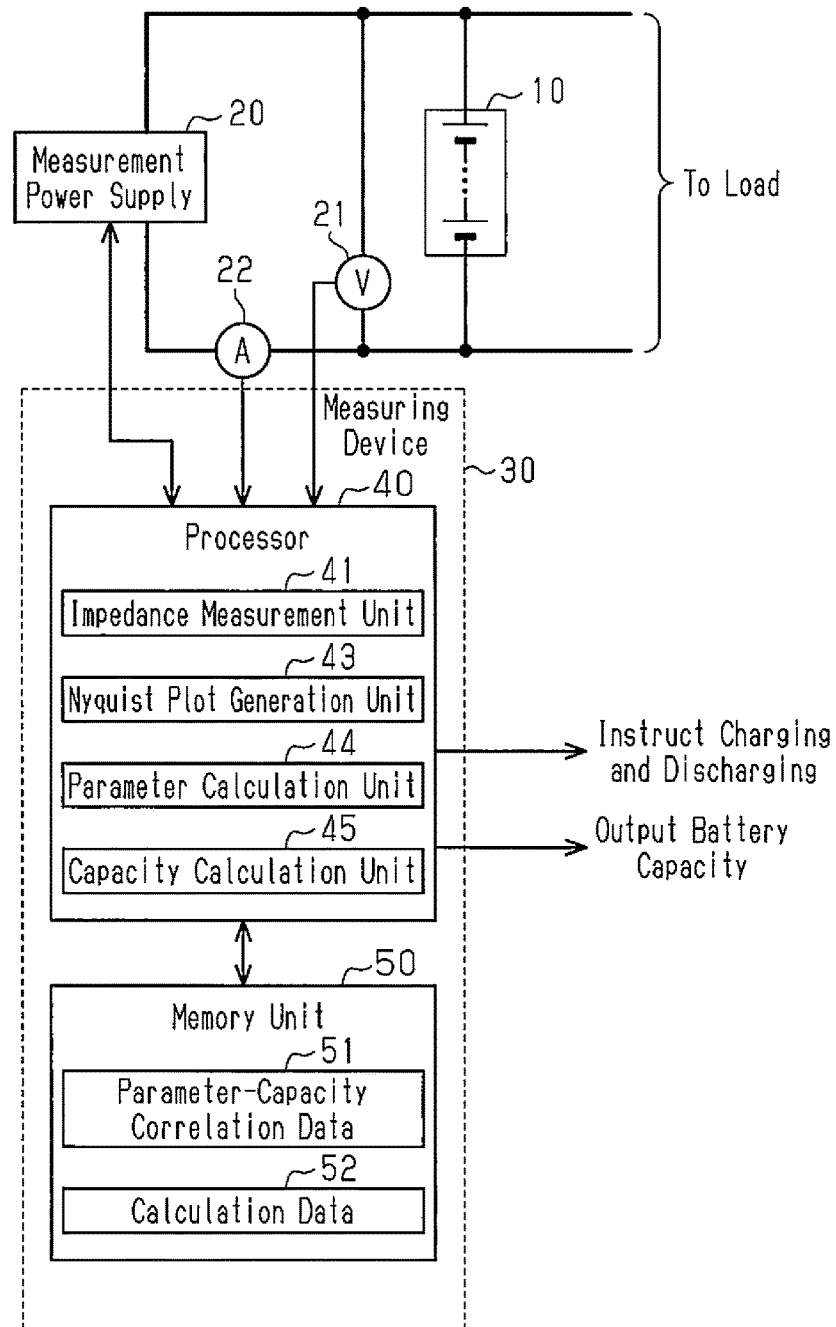 10
20
Measurement
Power Supply
To Load
21
V
22
A
Measuring
Device
30
40
Processor
41
Impedance Measurement Unit
43
Nyquist Plot Generation Unit
44
Parameter Calculation Unit
45
Capacity Calculation Unit
Instruct Charging
and Discharging
Output Battery
Capacity
50
Memory Unit
51
Parameter-Capacity
Correlation Data
52
Calculation Data